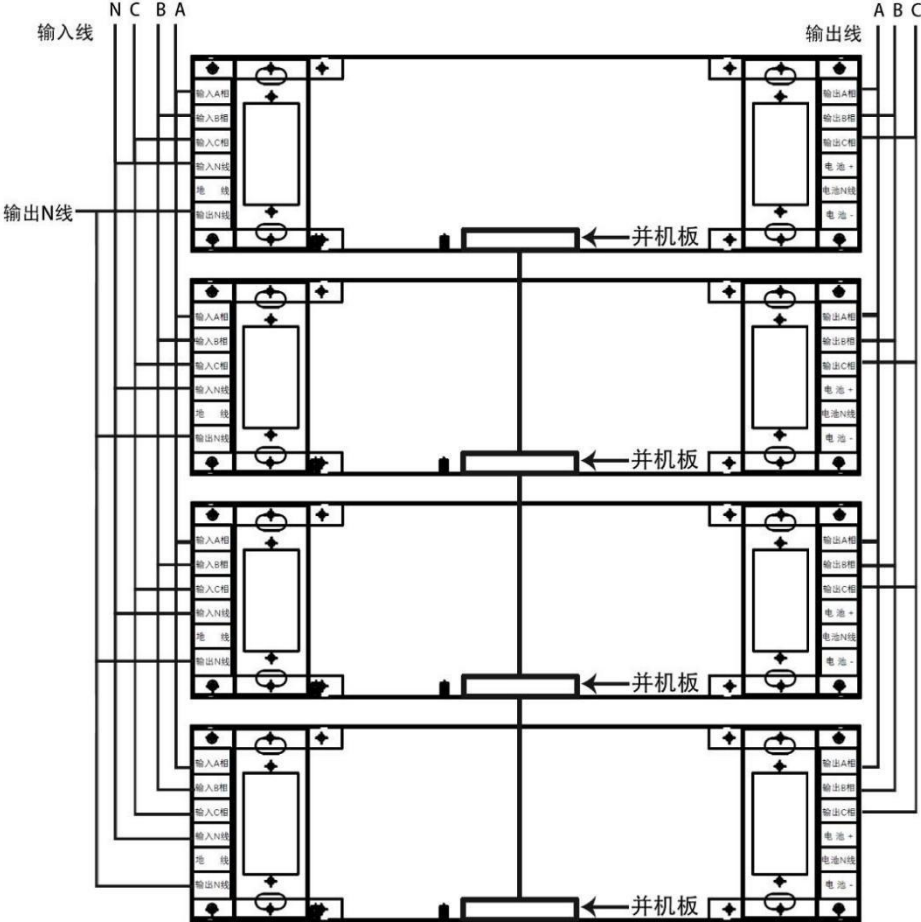 N C B A
A B C
输入线
输出线
输入A相
输出A相
输入B相
输出B相
输入C相
输出C相
输入N线
电池+
地 线
电池N线
输出N线
输出N线
电池-
并机板
输入A相
输出A相
输入B相
输出B相
输入C相
输出C相
输入N线
电池+
地 线
电池N线
输出N线
电池-
并机板
输入A相
输出A相
输入B相
输出B相
输入C相
输出C相
输入N线
电池+
地 线
电池N线
输出N线
电池-
并机板
输入A相
输出A相
输入B相
输出B相
输入C相
输出C相
输入N线
电池+
地 线
电池N线
输出N线
电池-
并机板